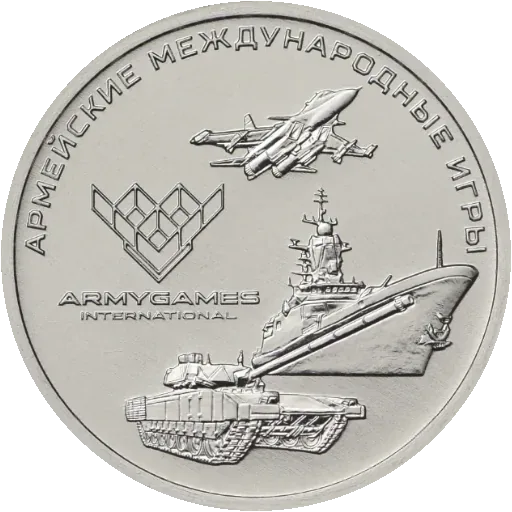 АРМЕЙСКИЕ МЕЖДУНАРОДНЫЕ ИГРЫ
ARMYGAMES
INTERNATIONAL